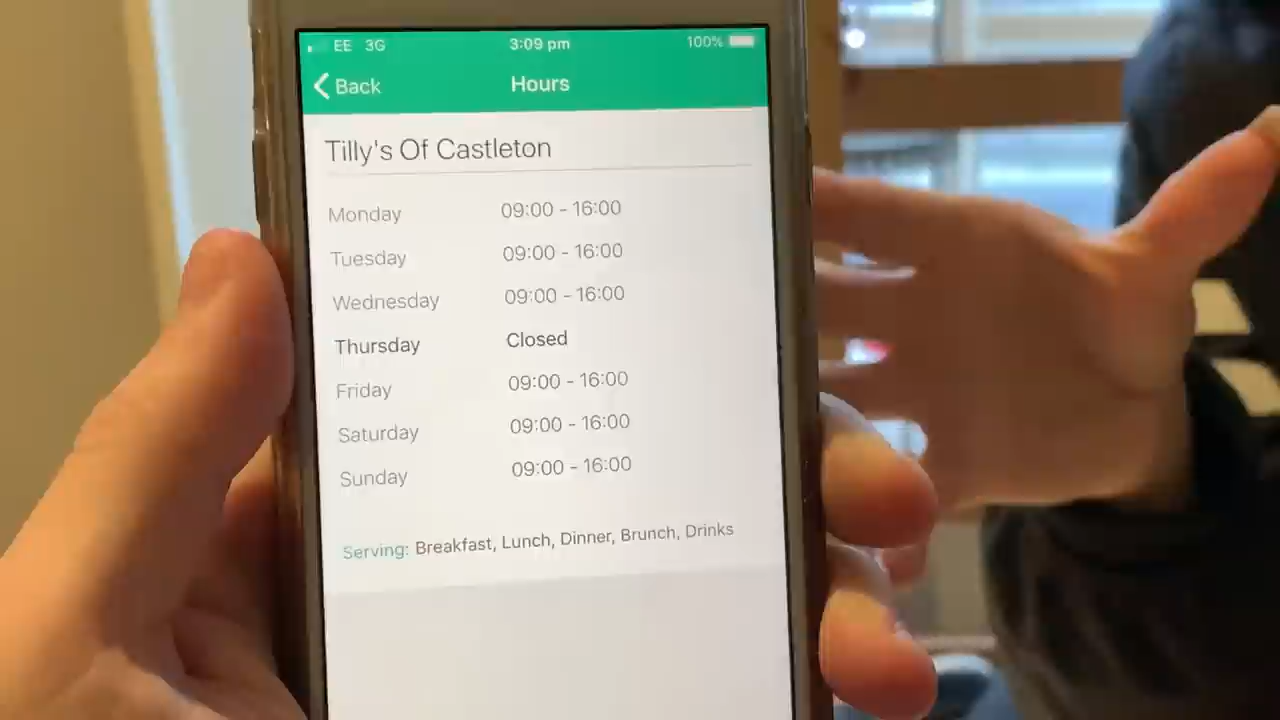 EE 3G 3:09 pm 100%
Back Hours
Tilly's Of Castleton
Monday 09:00 - 16:00
Tuesday 09:00 - 16:00
Wednesday 09:00 - 16:00
Thursday Closed
Friday 09:00 - 16:00
Saturday 09:00 - 16:00
Sunday 09:00 - 16:00
Serving: Breakfast, Lunch, Dinner, Brunch, Drinks